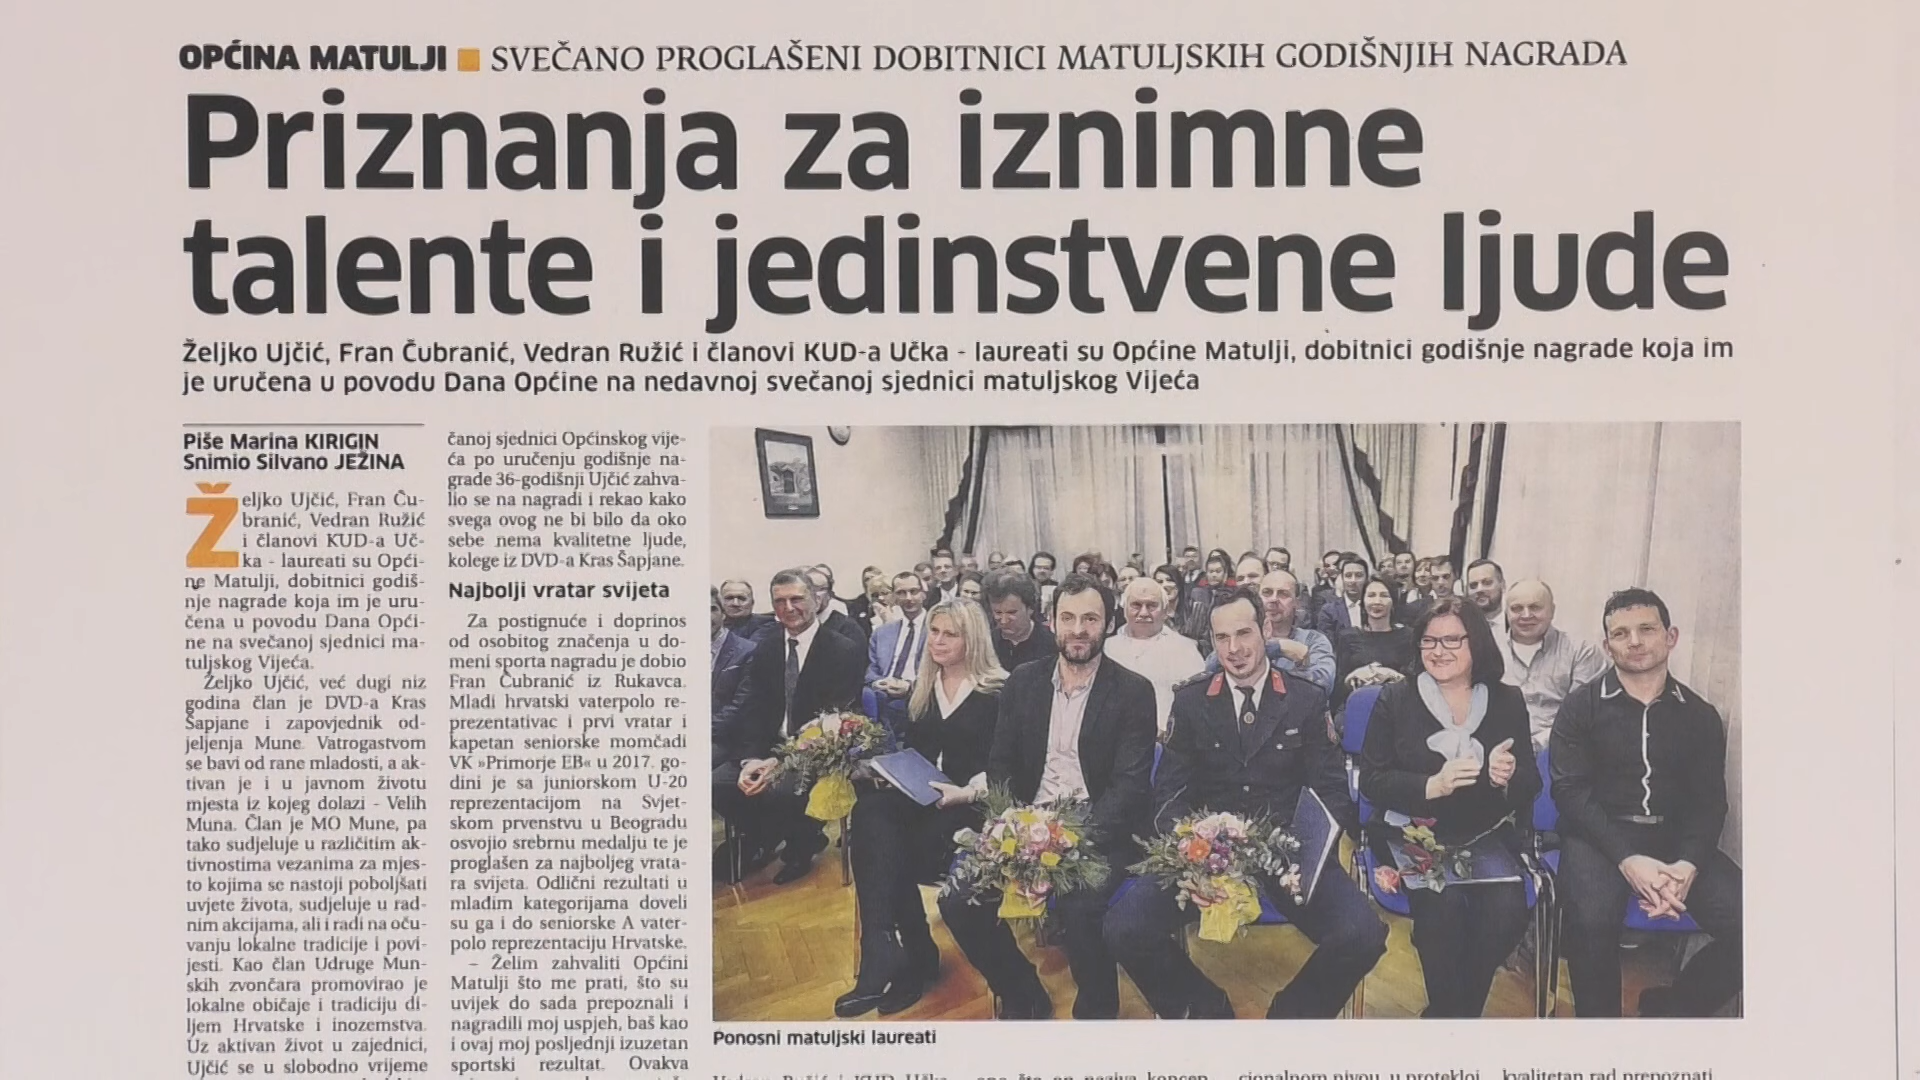 OPĆINA MATULJI ■ SVEČANO PROGLAŠENI DOBITNICI MATULJSKIH GODIŠNJIH NAGRADA
Priznanja za iznimne
talente i jedinstvene ljude
Željko Ujčić, Fran Čubranić, Vedran Ružić i članovi KUD-a Učka - laureati su Općine Matulji, dobitnici godišnje nagrade koja im
je uručena u povodu Dana Općine na nedavnoj svečanoj sjednici matuljskog Vijeća
Piše Marina KIRIGIN
Snimio Silvano JEŽINA
Željko Ujčić, Fran Ču-
branić, Vedran Ružić
i članovi KUD-a Uč-
ka - laureati su Opći-
ne Matulji, dobitnici godiš-
nje nagrade koja im je uru-
čena u povodu Dana Opći-
ne na svečanoj sjednici ma-
tuljskog Vijeća.
Željko Ujčić, već dugi niz
godina član je DVD-a Kras
Šapjane i zapovjednik od-
jeljenja Mune. Vatrogastvom
se bavi od rane mladosti, a ak-
tivan je i u javnom životu
mjesta iz kojeg dolazi - Velih
Muna. Član je MO Mune, pa
tako sudjeluje u različitim ak-
tivnostima vezanima za mjes-
to kojima se nastoji poboljšati
uvjete života, sudjeluje u rad-
nim akcijama, ali i radi na oču-
vanju lokalne tradicije i povi-
jesti. Kao član Udruge Mun-
skih zvončara promovirao je
lokalne običaje i tradiciju di-
ljem Hrvatske i inozemstva.
Uz aktivan život u zajednici,
Ujčić se u slobodno vrijeme
čanoj sjednici Općinskog vije-
ća po uručenju godišnje na-
grade 36-godišnji Ujčić zahva-
lio se na nagradi i rekao kako
svega ovog ne bi bilo da oko
sebe nema kvalitetne ljude,
kolege iz DVD-a Kras Šapjane.
Najbolji vratar svijeta
Za postignuće i doprinos
od osobitog značenja u do-
meni sporta nagradu je dobio
Fran Čubranić iz Rukavca.
Mladi hrvatski vaterpolo re-
prezentativac i prvi vratar i
kapetan seniorske momčadi
VK »Primorje EB« u 2017. go-
dini je sa juniorskom U-20
reprezentacijom na Svjet-
skom prvenstvu u Beogradu
osvojio srebrnu medalju te je
proglašen za najboljeg vrata-
ra svijeta. Odlični rezultati u
mlađim kategorijama doveli
su ga i do seniorske A vater-
polo reprezentaciju Hrvatske.
– Želim zahvaliti Općini
Matulji što me prati, što su
uvijek do sada prepoznali i
nagradili moj uspjeh, baš kao
i ovaj moj posljednji izuzetan
sportski rezultat. Ovakva
Ponosni matuljski laureati
Vedran Ružić i KUD Učka
kvalitetan rad prepoznati